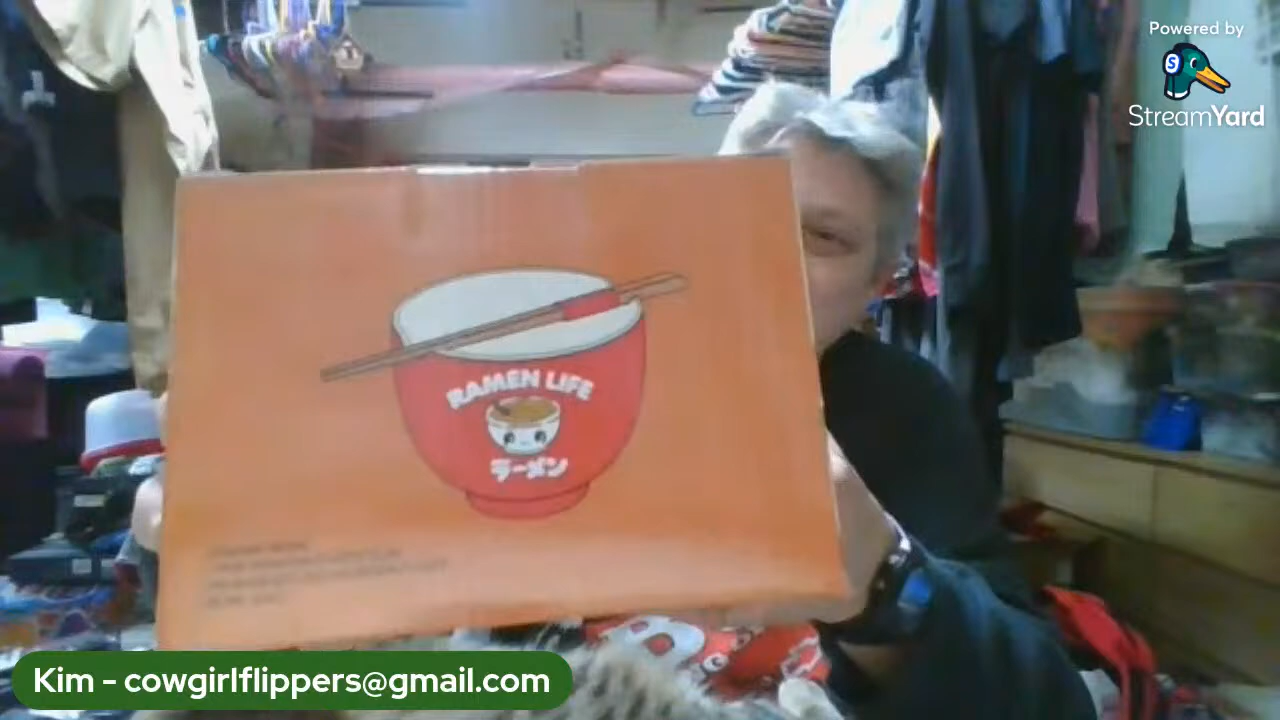 Powered by
StreamYard
RAMEN LIFE
ラーメン
Kim - cowgirlflippers@gmail.com